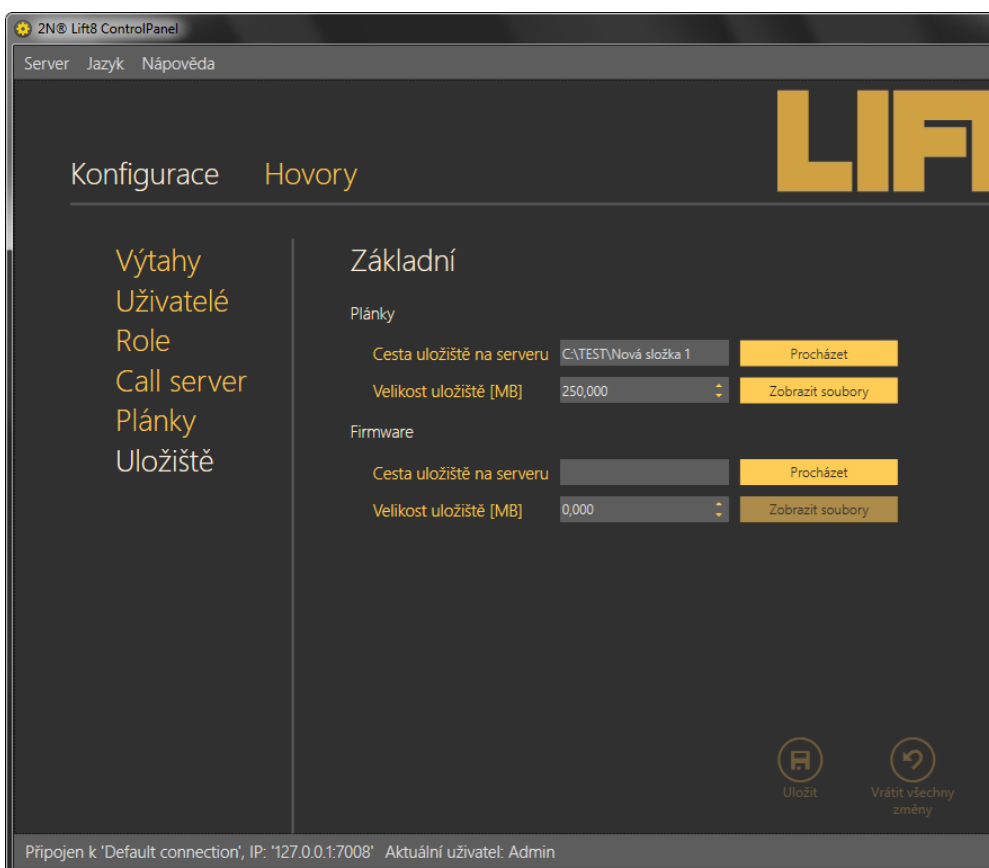 2N® Lift8 ControlPanel
Server Jazyk Nápověda
LIF
Konfigurace Hovory
Výtahy
Uživatelé
Role
Call server
Plánky
Uložiště
Základní
Plánky
Cesta uložiště na serveru C:\TEST\Nová složka 1 Procházet
Velikost uložiště [MB] 250,000 Zobrazit soubory
Firmware
Cesta uložiště na serveru Procházet
Velikost uložiště [MB] 0,000 Zobrazit soubory
Uložit
Vrátit všechny
změny
Připojen k 'Default connection', IP: '127.0.0.1:7008' Aktuální uživatel: Admin